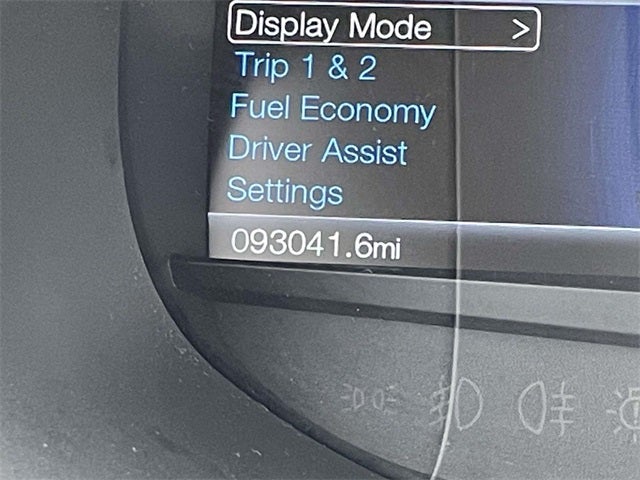 Display Mode >
Trip 1 & 2
Fuel Economy
Driver Assist
Settings
093041.6mi